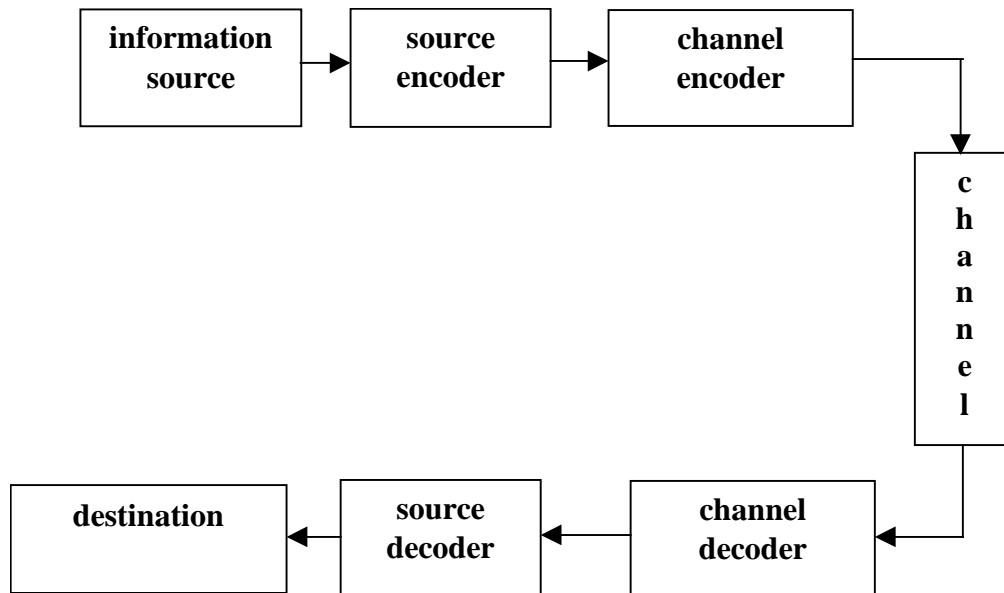 information
source
source
encoder
channel
encoder
c
h
a
n
n
e
l
destination
source
decoder
channel
decoder